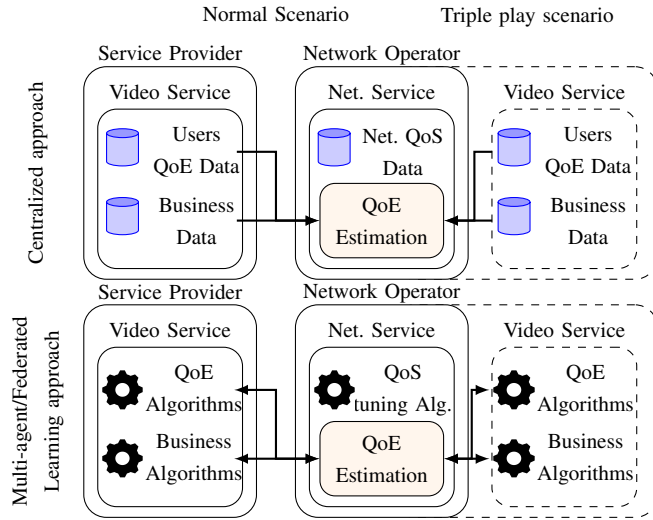 Normal Scenario
Triple play scenario
Service Provider
Network Operator
Centralized approach
Video Service
Net. Service
Video Service
Users
QoE Data
Net. QoS
Data
Users
QoE Data
Business
Data
QoE
Estimation
Business
Data
Service Provider
Network Operator
Multi-agent/Federated
Learning approach
Video Service
Net. Service
Video Service
QoE
Algorithms
QoS
tuning Alg.
QoE
Algorithms
Business
Algorithms
QoE
Estimation
Business
Algorithms